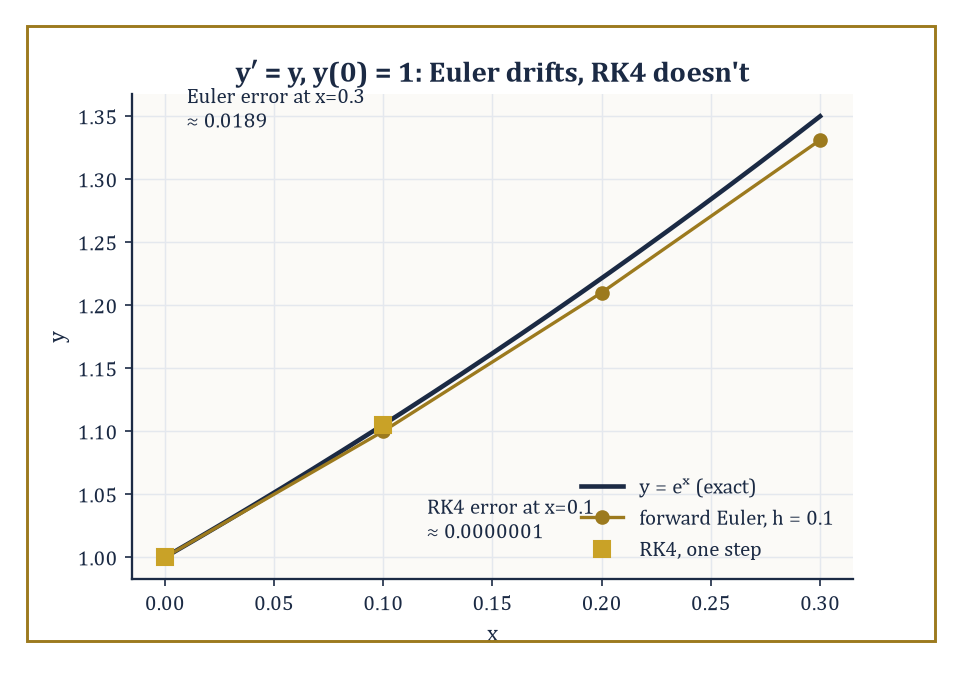 y′ = y, y(0) = 1: Euler drifts, RK4 doesn't
Euler error at x=0.3
≈ 0.0189
1.35
1.30
1.25
1.20
1.15
1.10
1.05
1.00
y
RK4 error at x=0.1
≈ 0.0000001
y = eˣ (exact)
forward Euler, h = 0.1
RK4, one step
0.00 0.05 0.10 0.15 0.20 0.25 0.30
x